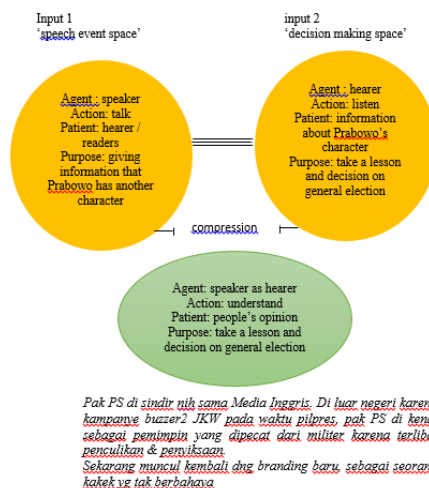 Input 1
'speech event space'
input 2
'decision making space'
Agent : speaker
Action: talk
Patient: hearer /
readers
Purpose: giving
information that
Prabowo has another
character
Agent : hearer
Action: listen
Patient: information
about Prabowo's
character
Purpose: take a lesson
and decision on
general election
compression
Agent: speaker as hearer
Action: understand
Patient: people's opinion
Purpose: take a lesson and
decision on general election
Pak PS di sindir nih sama Media Inggris. Di luar negeri karen
kampanye buzzer2 JKW pada waktu pilpres, pak PS di kena
sebagai pemimpin yang dipecat dari militer karena terlib
penculikan & penyiksaan.
Sekarang muncul kembali dng branding baru, sebagai seoran
kakek yg tak berbahaya